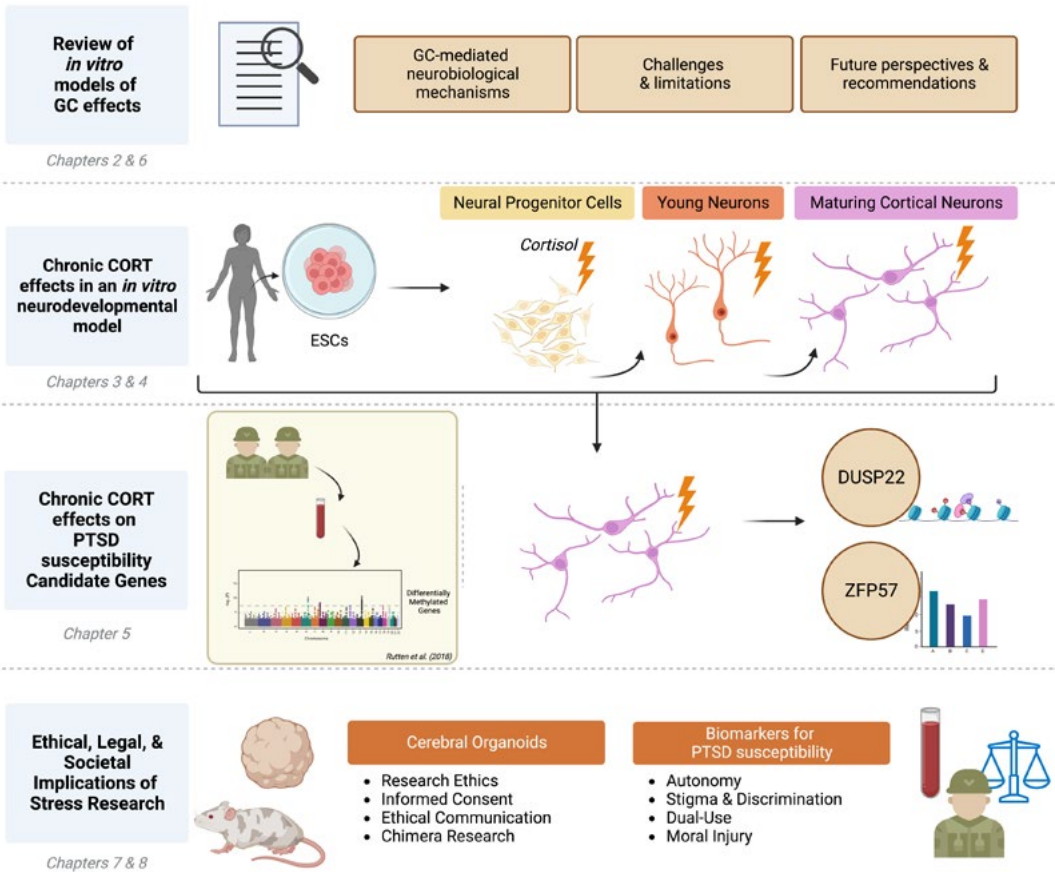 Review of
in vitro
models of
GC effects
Chapters 2 & 6
GC-mediated
neurobiological
mechanisms
Challenges
& limitations
Future perspectives &
recommendations
Chronic CORT
effects in an in vitro
neurodevelopmental
model
Chapters 3 & 4
ESCs
Neural Progenitor Cells
Young Neurons
Maturing Cortical Neurons
Cortisol
Chronic CORT
effects on
PTSD
susceptibility
Candidate Genes
Chapter 5
Differentially
Methylated
Genes
Chromosome
Rutten et al. (2018)
DUSP22
ZFP57
A B C D
Ethical, Legal, &
Societal
Implications of
Stress Research
Chapters 7 & 8
Cerebral Organoids
• Research Ethics
• Informed Consent
• Ethical Communication
• Chimera Research
Biomarkers for
PTSD susceptibility
• Autonomy
• Stigma & Discrimination
• Dual-Use
• Moral Injury